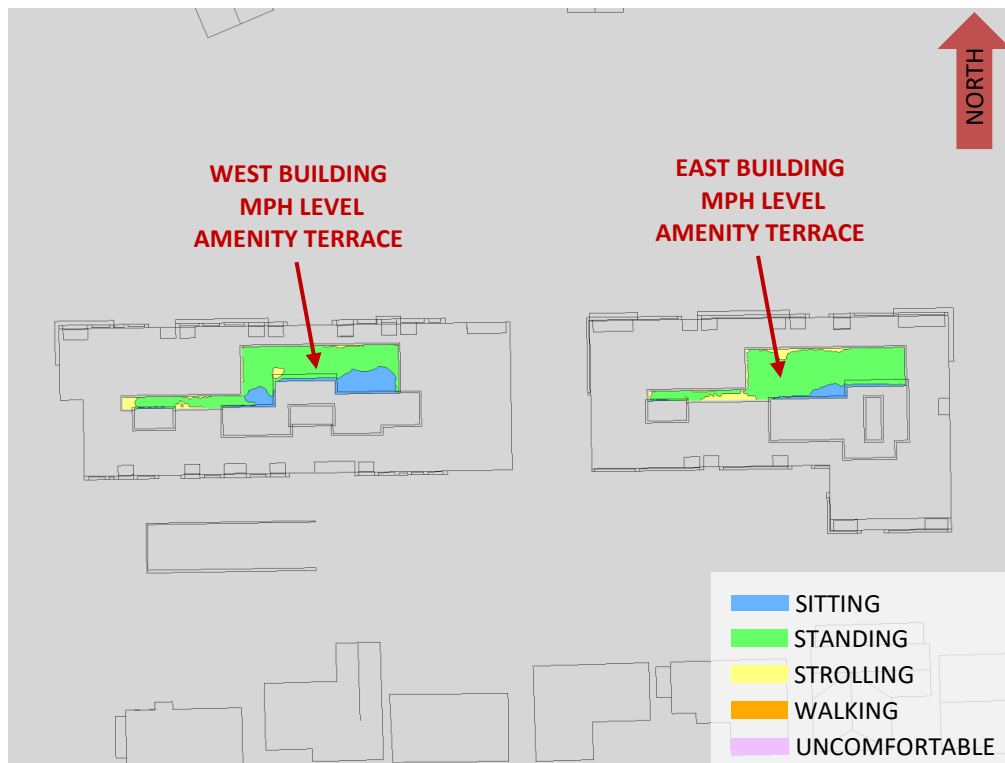 NORTH
WEST BUILDING
MPH LEVEL
AMENITY TERRACE
EAST BUILDING
MPH LEVEL
AMENITY TERRACE
SITTING
STANDING
STROLLING
WALKING
UNCOMFORTABLE